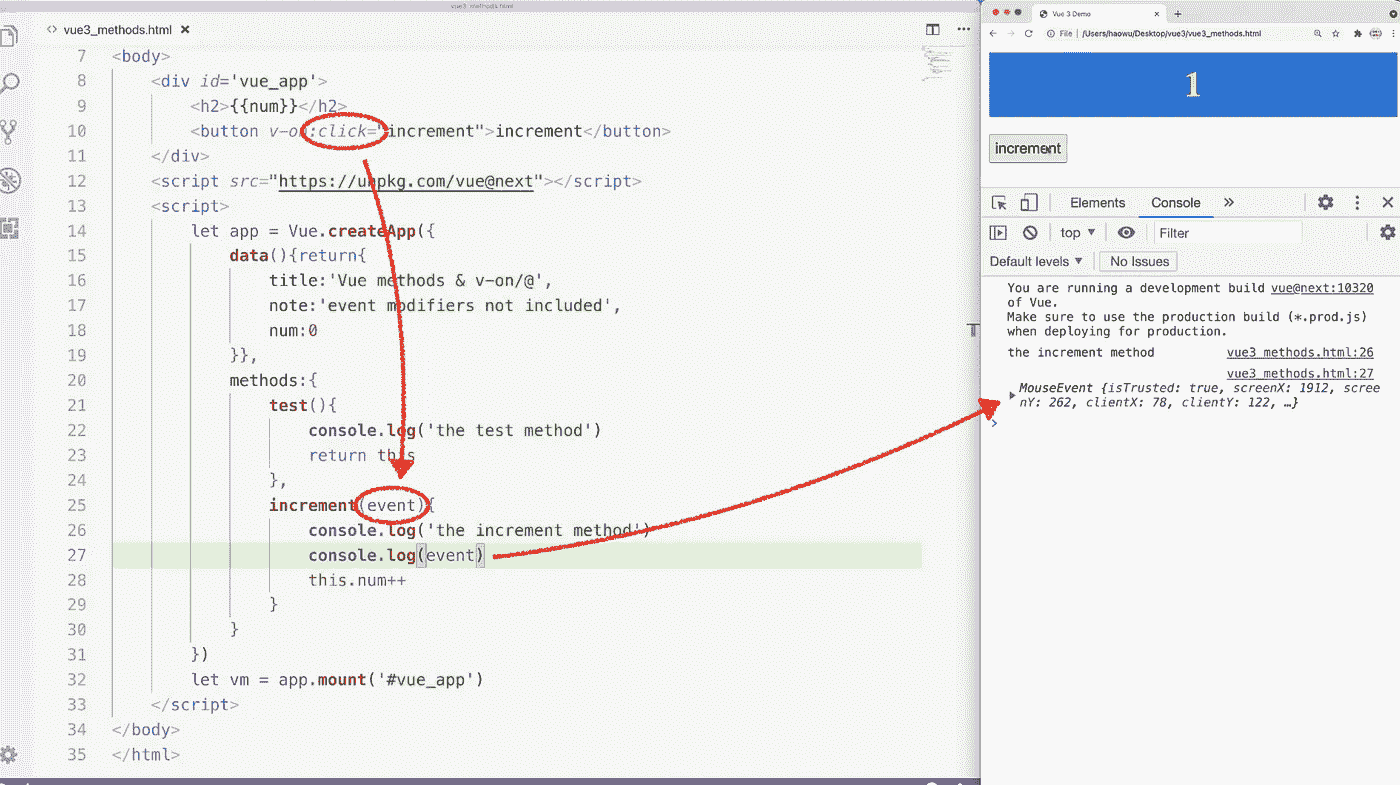 vue3_methods.html
vue3_methods.html
7 <body>
8 <div id='vue_app'>
9 <h2>{{num}}</h2>
10 <button v-on:click="increment">increment</button>
11 </div>
12 <script src="https://unpkg.com/vue@next"></script>
13 <script>
14 let app = Vue.createApp({
15 data(){return{
16 title:'Vue methods & v-on/@',
17 note:'event modifiers not included',
18 num:0
19 }},
20 methods:{
21 test(){
22 console.log('the test method')
23 return this
24 },
25 increment(event){
26 console.log('the increment method')
27 console.log(event)
28 this.num++
29 }
30 }
31 })
32 let vm = app.mount('#vue_app')
33 </script>
34 </body>
35 </html>
Vue 3 Demo
File | /Users/haowu/Desktop/vue3/vue3_methods.html
1
increment
Elements Console »
top Filter
Default levels No Issues
You are running a development build vue@next:10320
of Vue.
Make sure to use the production build (*.prod.js)
when deploying for production.
the increment method vue3_methods.html:26
vue3_methods.html:27
MouseEvent {isTrusted: true, screenX: 1912, scree
nY: 262, clientX: 78, clientY: 122, …}
>